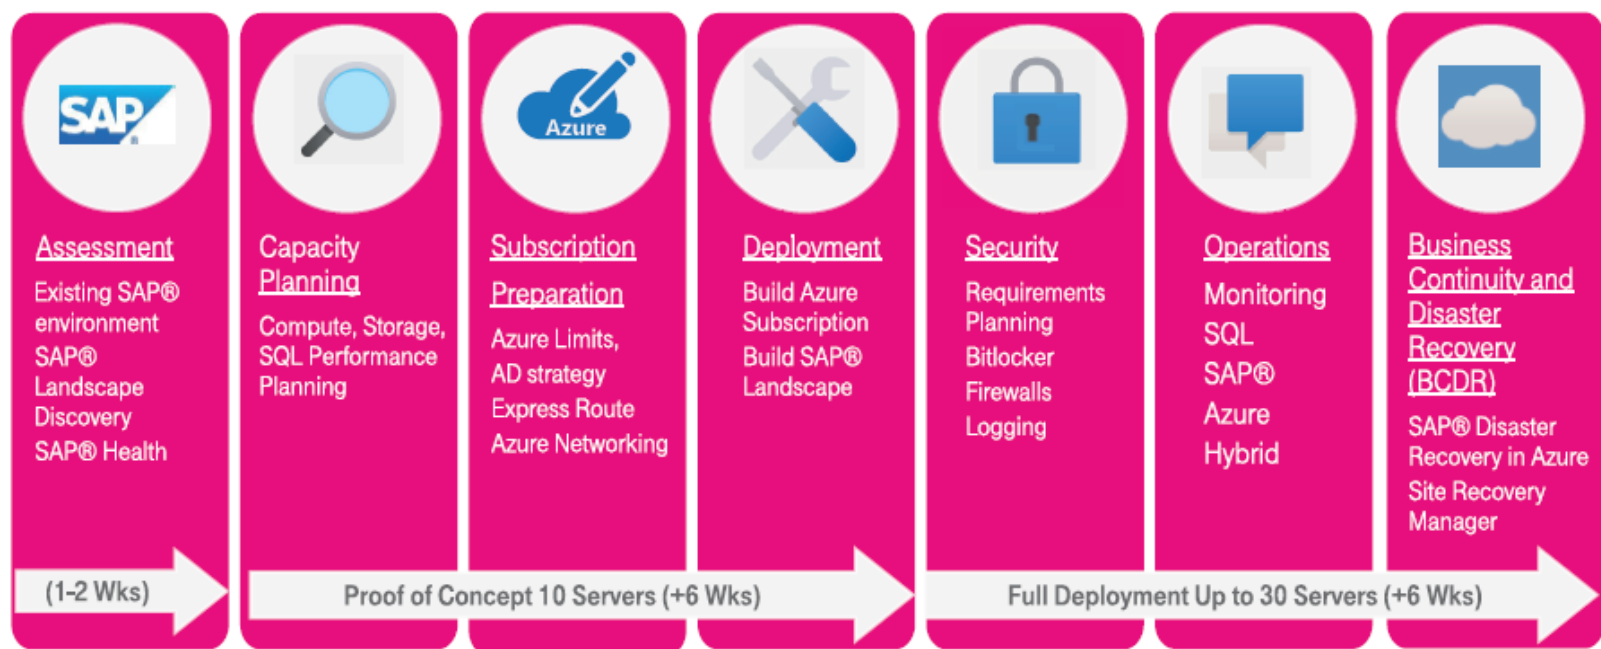 SAP
®
Assessment
Existing SAP®
environment
SAP®
Landscape
Discovery
SAP® Health
Capacity
Planning
Compute, Storage,
SQL Performance
Planning
Azure
Subscription
Preparation
Azure Limits,
AD strategy
Express Route
Azure Networking
Deployment
Build Azure
Subscription
Build SAP®
Landscape
Security
Requirements
Planning
Bitlocker
Firewalls
Logging
Operations
Monitoring
SQL
SAP®
Azure
Hybrid
Business
Continuity and
Disaster
Recovery
(BCDR)
SAP® Disaster
Recovery in Azure
Site Recovery
Manager
(1-2 Wks)
Proof of Concept 10 Servers (+6 Wks)
Full Deployment Up to 30 Servers (+6 Wks)